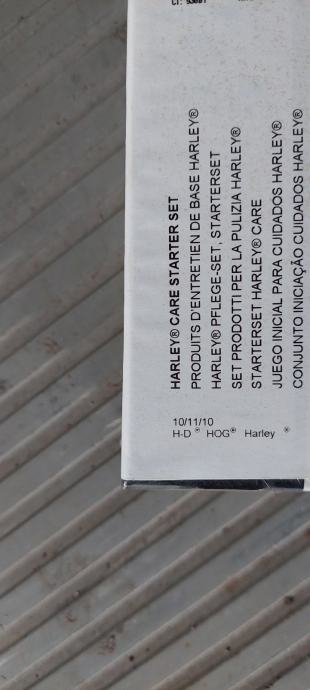 HARLEY® CARE STARTER SET
PRODUITS D'ENTRETIEN DE BASE HARLEY®
HARLEY® PFLEGE-SET, STARTERSET
SET PRODOTTI PER LA PULIZIA HARLEY®
STARTERSET HARLEY® CARE
JUEGO INICIAL PARA CUIDADOS HARLEY®
CONJUNTO INICIAÇÃO CUIDADOS HARLEY®
10/11/10
H-D ® HOG® Harley ®